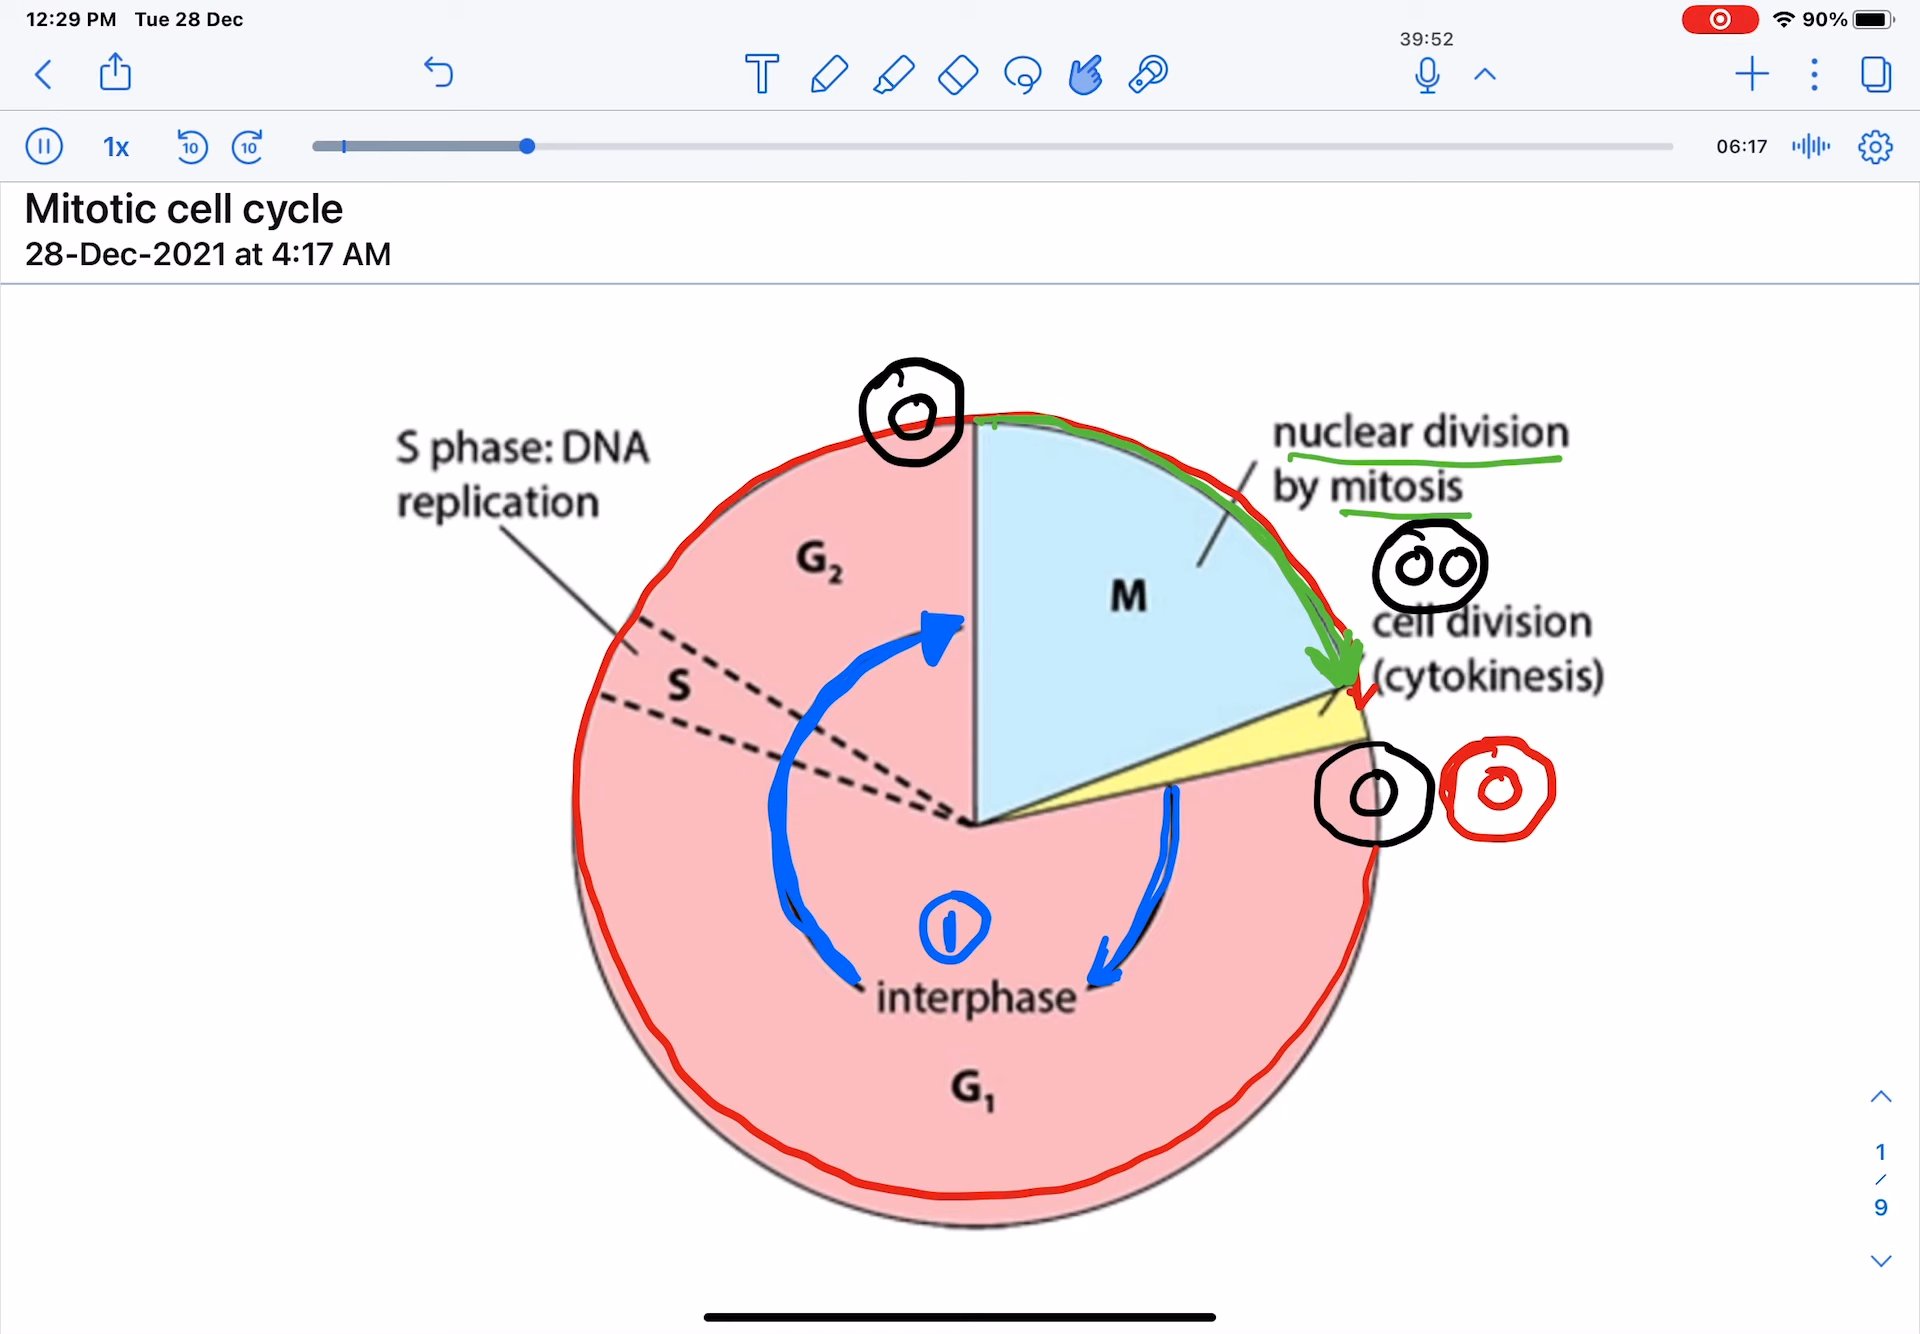 12:29 PM Tue 28 Dec
90%
39:52
1x
10
10
06:17
Mitotic cell cycle
28-Dec-2021 at 4:17 AM
S phase: DNA
replication
nuclear division
by mitosis
G₂
M
cell division
(cytokinesis)
S
1
interphase
G₁
1
/
9